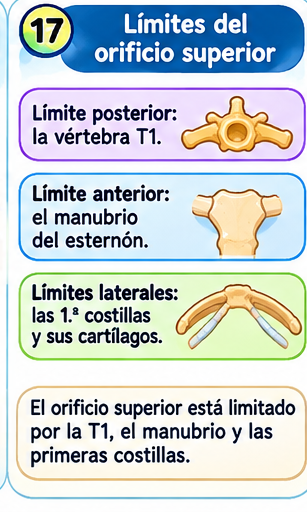 17
Límites del
orificio superior
Límite posterior:
la vértebra T1.
Límite anterior:
el manubrio
del esternón.
Límites laterales:
las 1.ª costillas
y sus cartílagos.
El orificio superior está limitado
por la T1, el manubrio y las
primeras costillas.